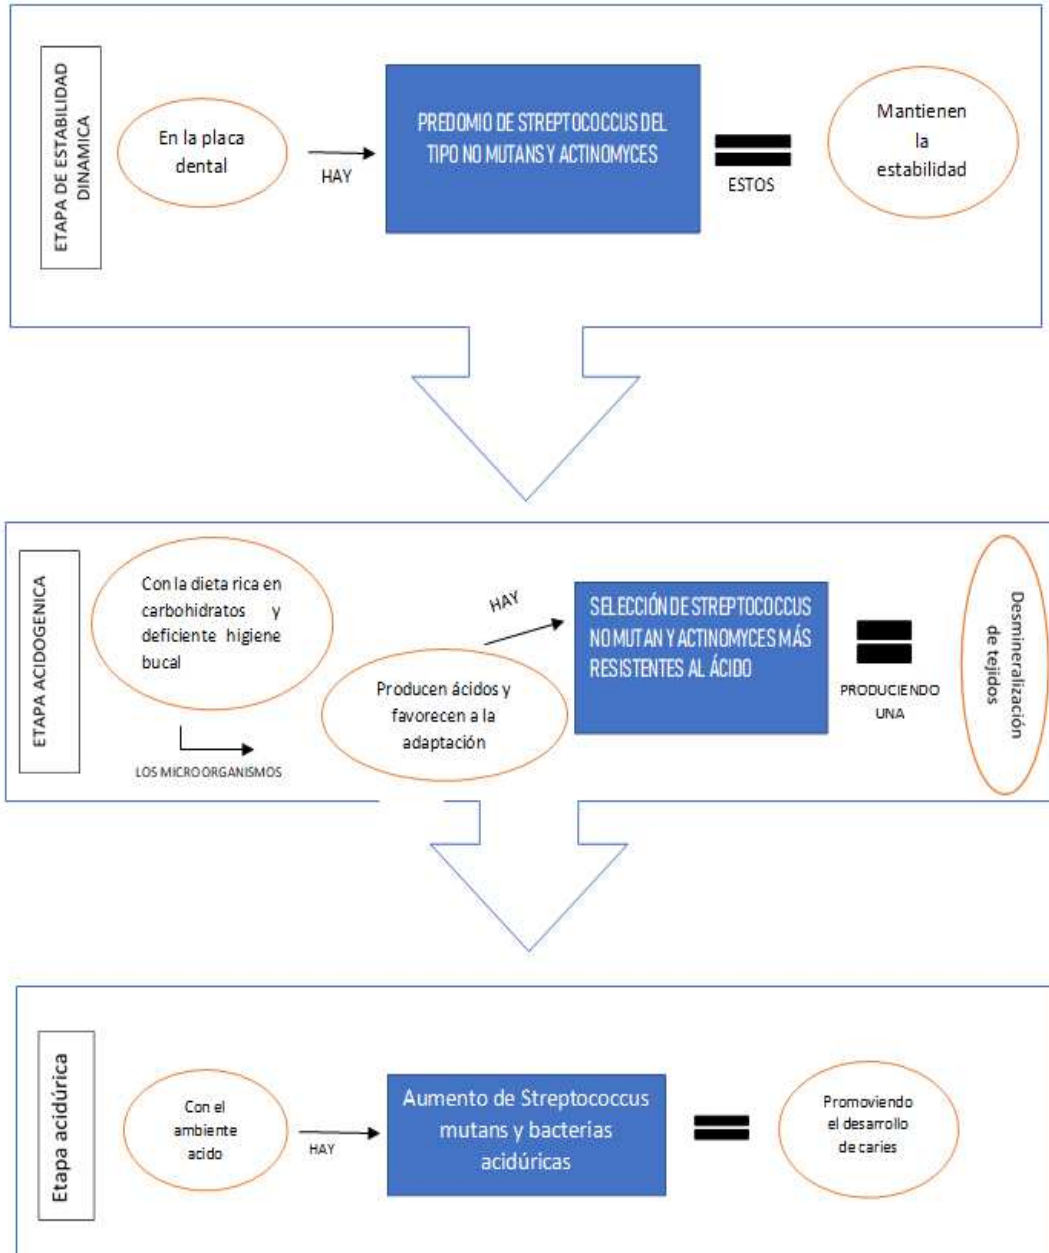 ETAPA DE ESTABILIDAD
DINAMICA
En la placa
dental
HAY
PREDOMIO DE STREPTOCOCCUS DEL
TIPO NO MUTANS Y ACTINOMYCES
ESTOS
Mantienen
la
estabilidad
ETAPA ACIDOGENICA
Con la dieta rica en
carbohidratos y
deficiente higiene
bucal
LOS MICROORGANISMOS
Producen ácidos y
favorecen a la
adaptación
HAY
SELECCIÓN DE STREPTOCOCCUS
NO MUTAN Y ACTINOMYCES MÁS
RESISTENTES AL ÁCIDO
PRODUCIENDO
UNA
Desmineralización
de tejidos
Etapa acidúrica
Con el
ambiente
acido
HAY
Aumento de Streptococcus
mutans y bacterias
acidúricas
Promoviendo
el desarrollo
de caries